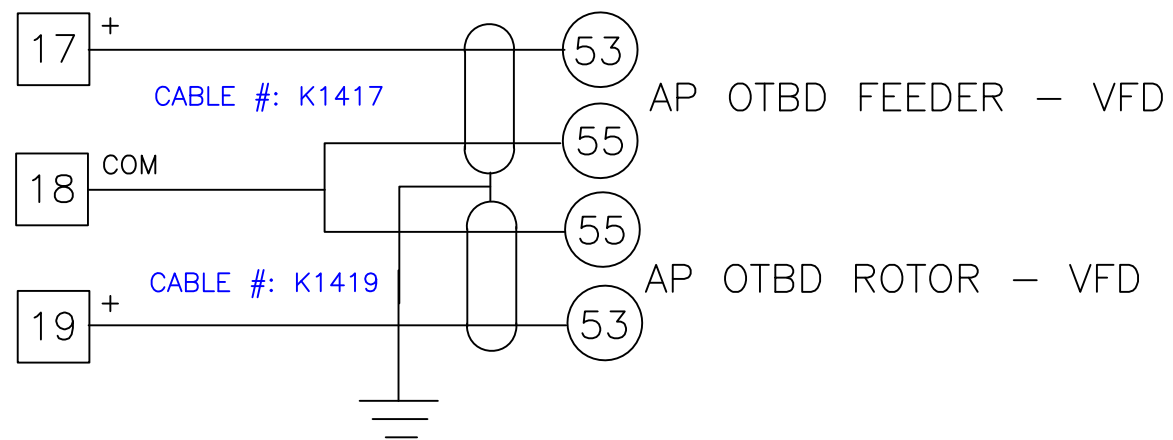 17 + 53
CABLE #: K1417
AP OTBD FEEDER - VFD
55
18 COM
55
CABLE #: K1419
AP OTBD ROTOR - VFD
19 + 53